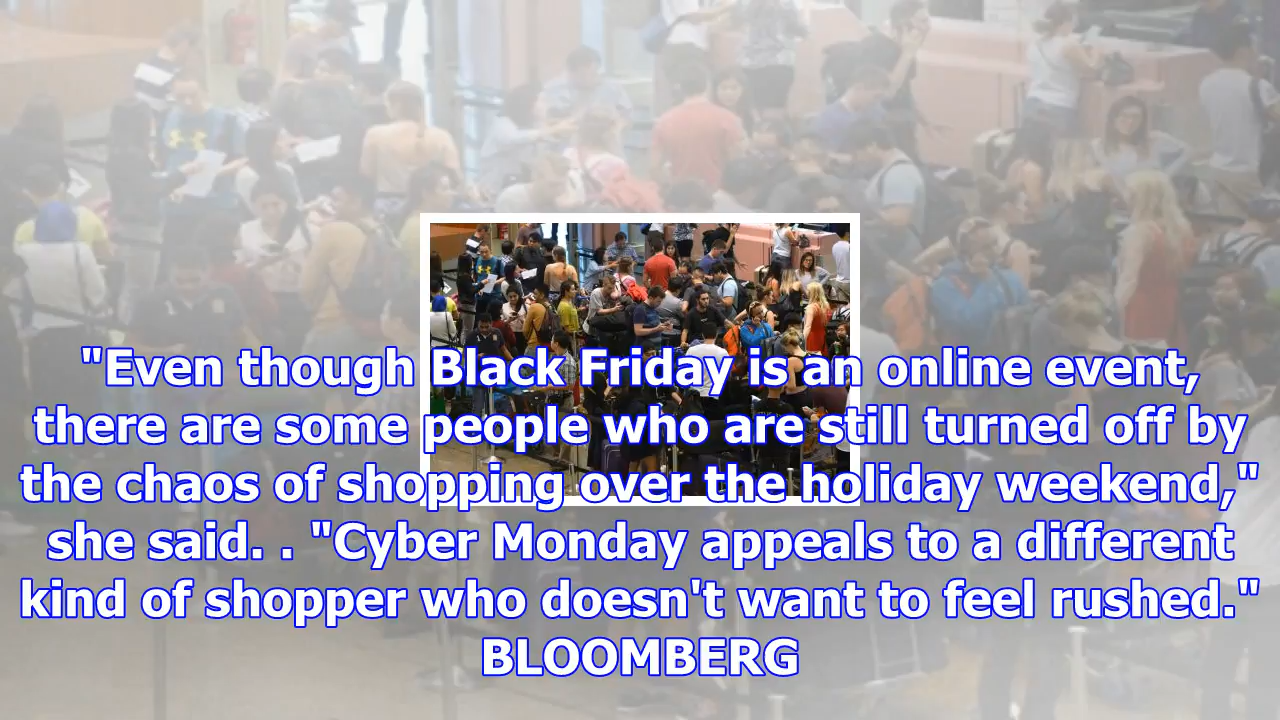 "Even though Black Friday is an online event,
there are some people who are still turned off by
the chaos of shopping over the holiday weekend,"
she said. . "Cyber Monday appeals to a different
kind of shopper who doesn't want to feel rushed."
BLOOMBERG